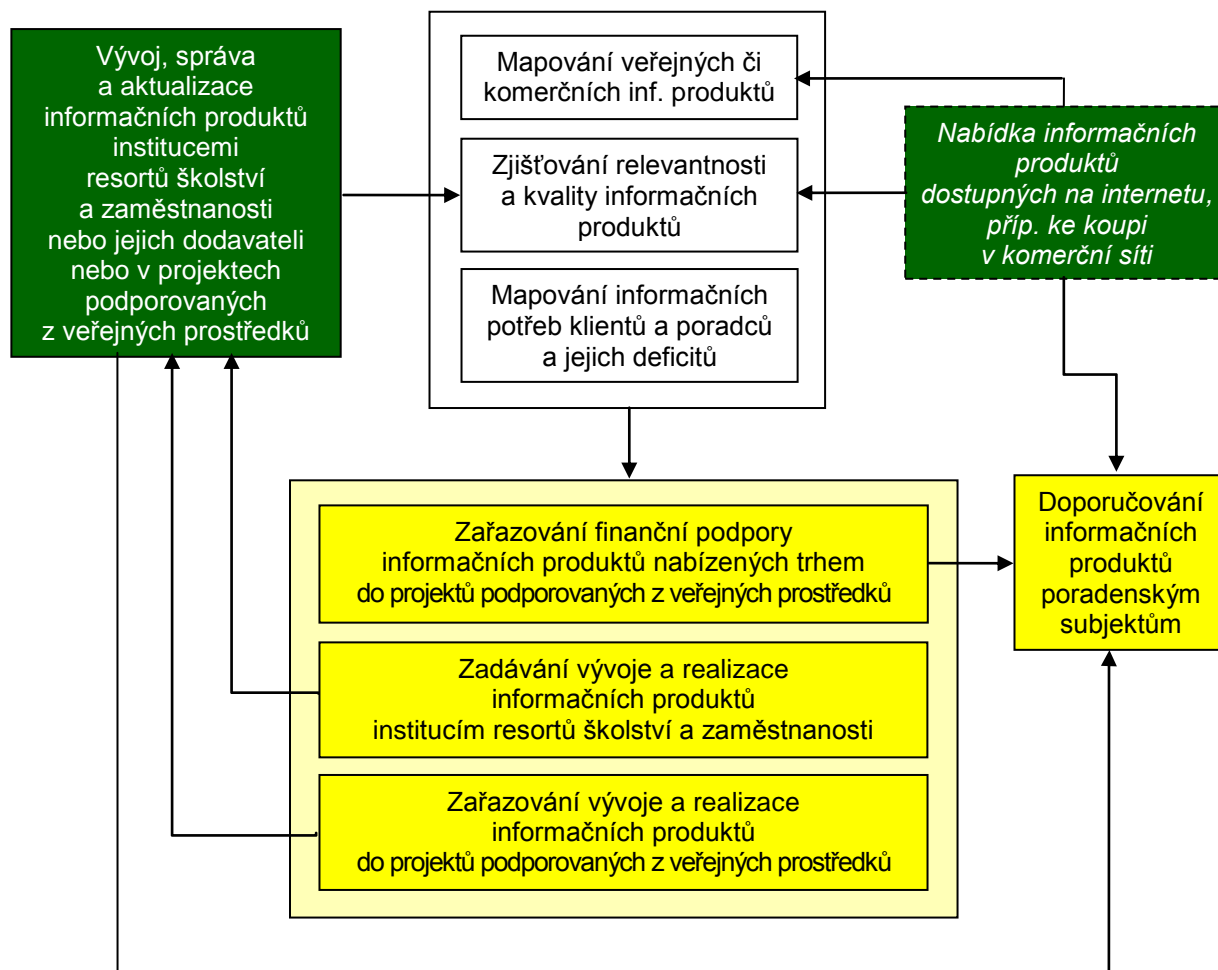 Vývoj, správa
a aktualizace
informačních produktů
institucemi
resortů školství
a zaměstnanosti
nebo jejich dodavateli
nebo v projektech
podporovaných
z veřejných prostředků
Mapování veřejných či
komerčních inf. produktů
Zjišťování relevantnosti
a kvality informačních
produktů
Mapování informačních
potřeb klientů a poradců
a jejich deficitů
Nabídka informačních
produktů
dostupných na internetu,
příp. ke koupi
v komerční síti
Zařazování finanční podpory
informačních produktů nabízených trhem
do projektů podporovaných z veřejných prostředků
Zadávání vývoje a realizace
informačních produktů
institucím resortů školství a zaměstnanosti
Zařazování vývoje a realizace
informačních produktů
do projektů podporovaných z veřejných prostředků
Doporučování
informačních
produktů
poradenským
subjektům